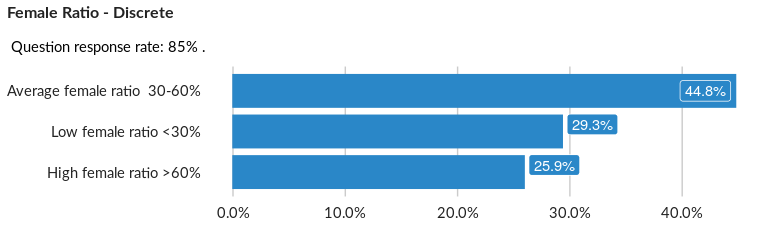 Female Ratio - Discrete
Question response rate: 85% .
Average female ratio  30-60%
44.8%
Low female ratio <30%
29.3%
High female ratio >60%
25.9%
0.0%
10.0%
20.0%
30.0%
40.0%